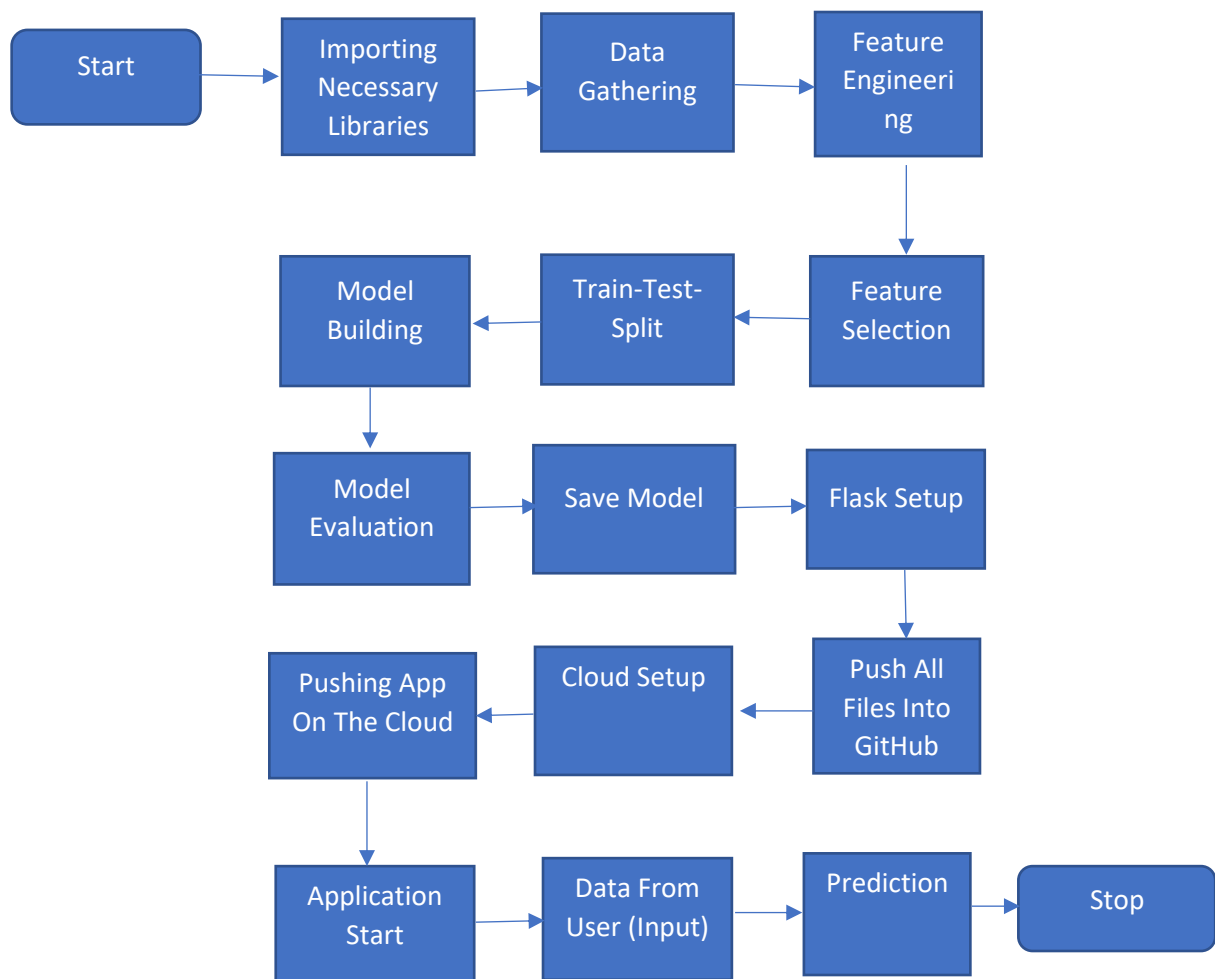 Start
Importing
Necessary
Libraries
Data
Gathering
Feature
Engineeri
ng
Model
Building
Train-Test-
Split
Feature
Selection
Model
Evaluation
Save Model
Flask Setup
Pushing App
On The Cloud
Cloud Setup
Push All
Files Into
GitHub
Application
Start
Data From
User (Input)
Prediction
Stop